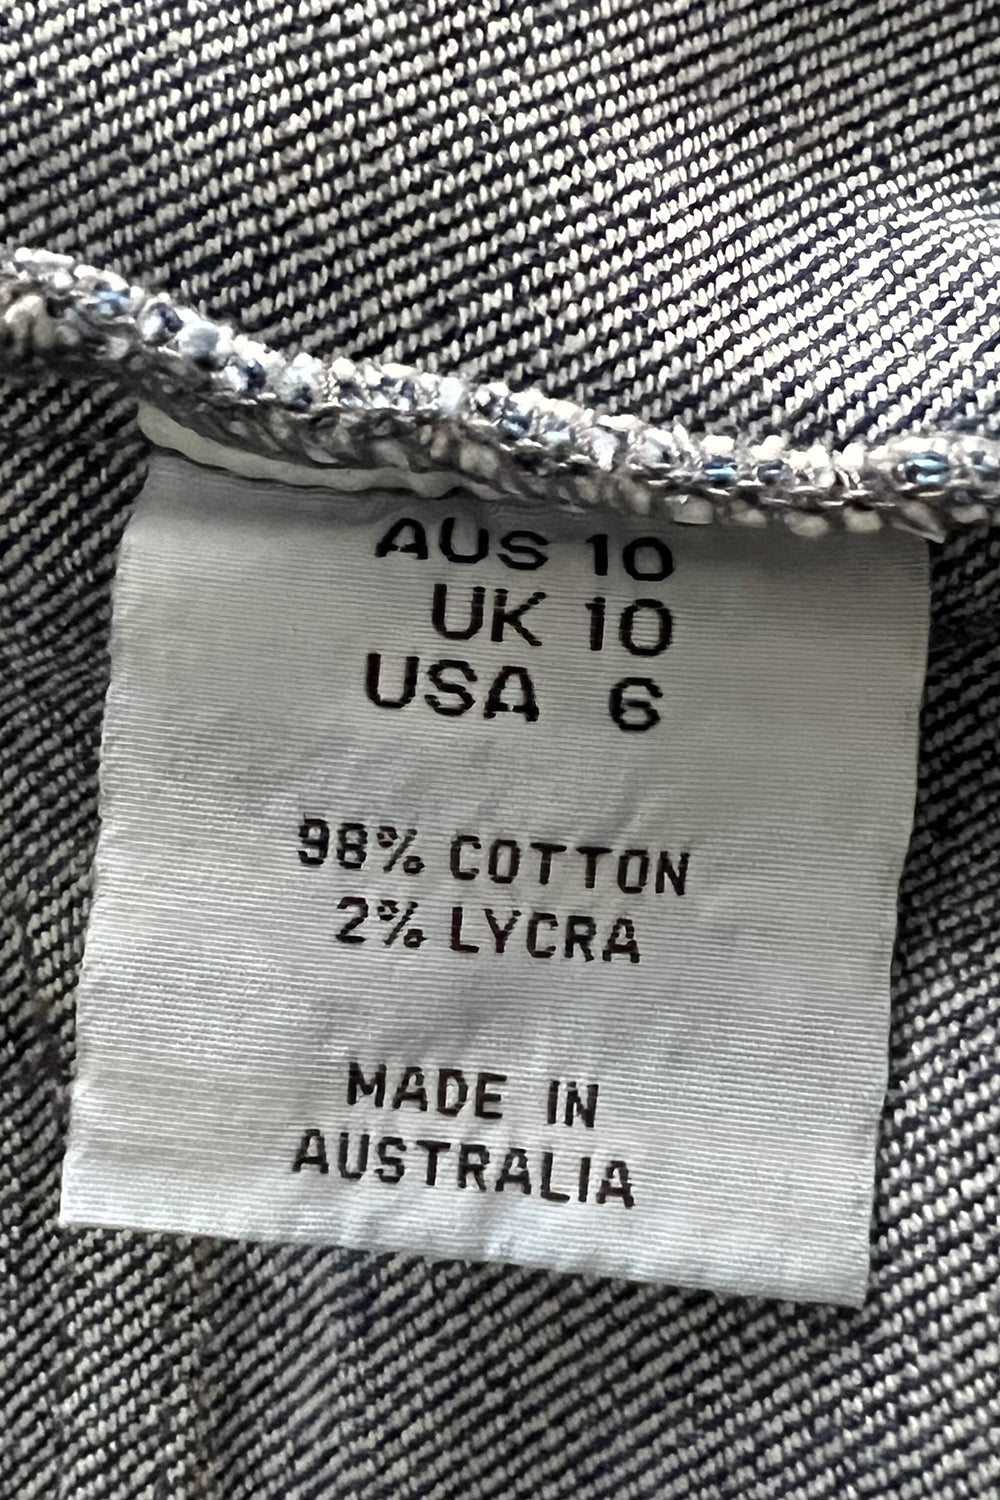 AUS 10
UK 10
USA 6
98% COTTON
2% LYCRA
MADE IN
AUSTRALIA